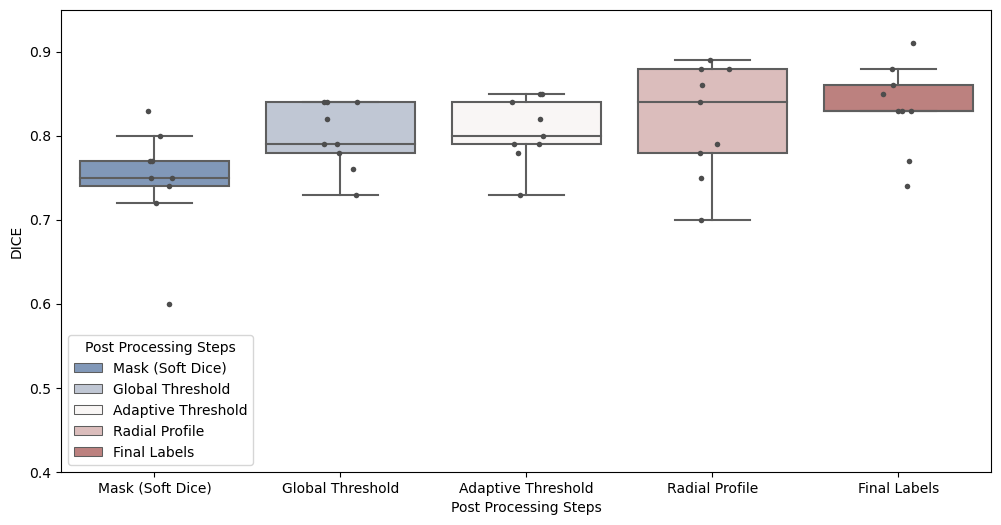 DICE
0.9
0.8
0.7
0.6
0.5
0.4
Post Processing Steps
Mask (Soft Dice)
Global Threshold
Adaptive Threshold
Radial Profile
Final Labels
Mask (Soft Dice)
Global Threshold
Adaptive Threshold
Radial Profile
Final Labels
Post Processing Steps